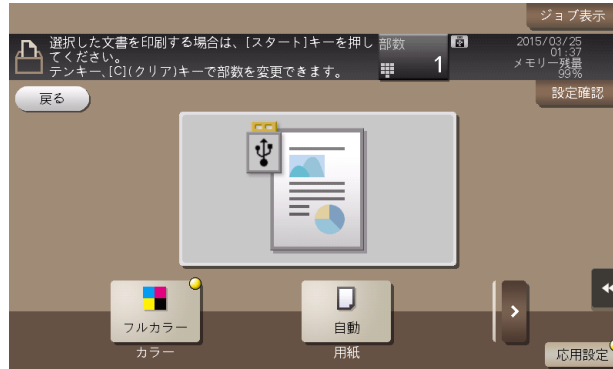 ジョブ表示
選択した文書を印刷する場合は、[スタート]キーを押し
てください。
テンキー、[C](クリア)キーで部数を変更できます。
部数
1
2015/03/25
01:37
メモリー残量
99%
戻る
設定確認
フルカラー
カラー
自動
用紙
応用設定